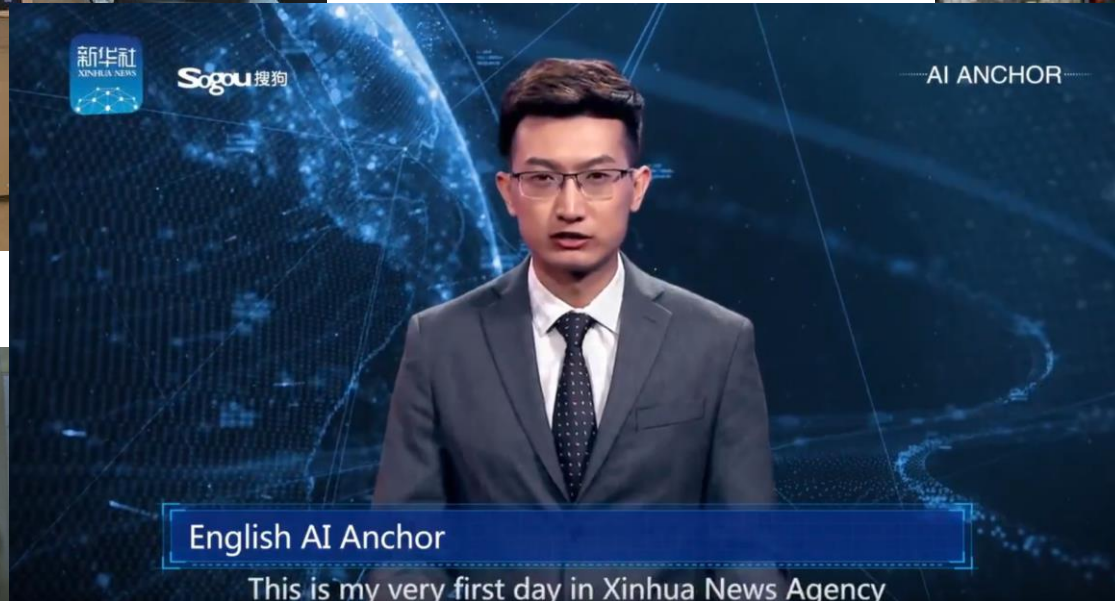 新华社
XINHUA NEWS
Sogou搜狗
AI ANCHOR
English AI Anchor
This is my very first day in Xinhua News Agency